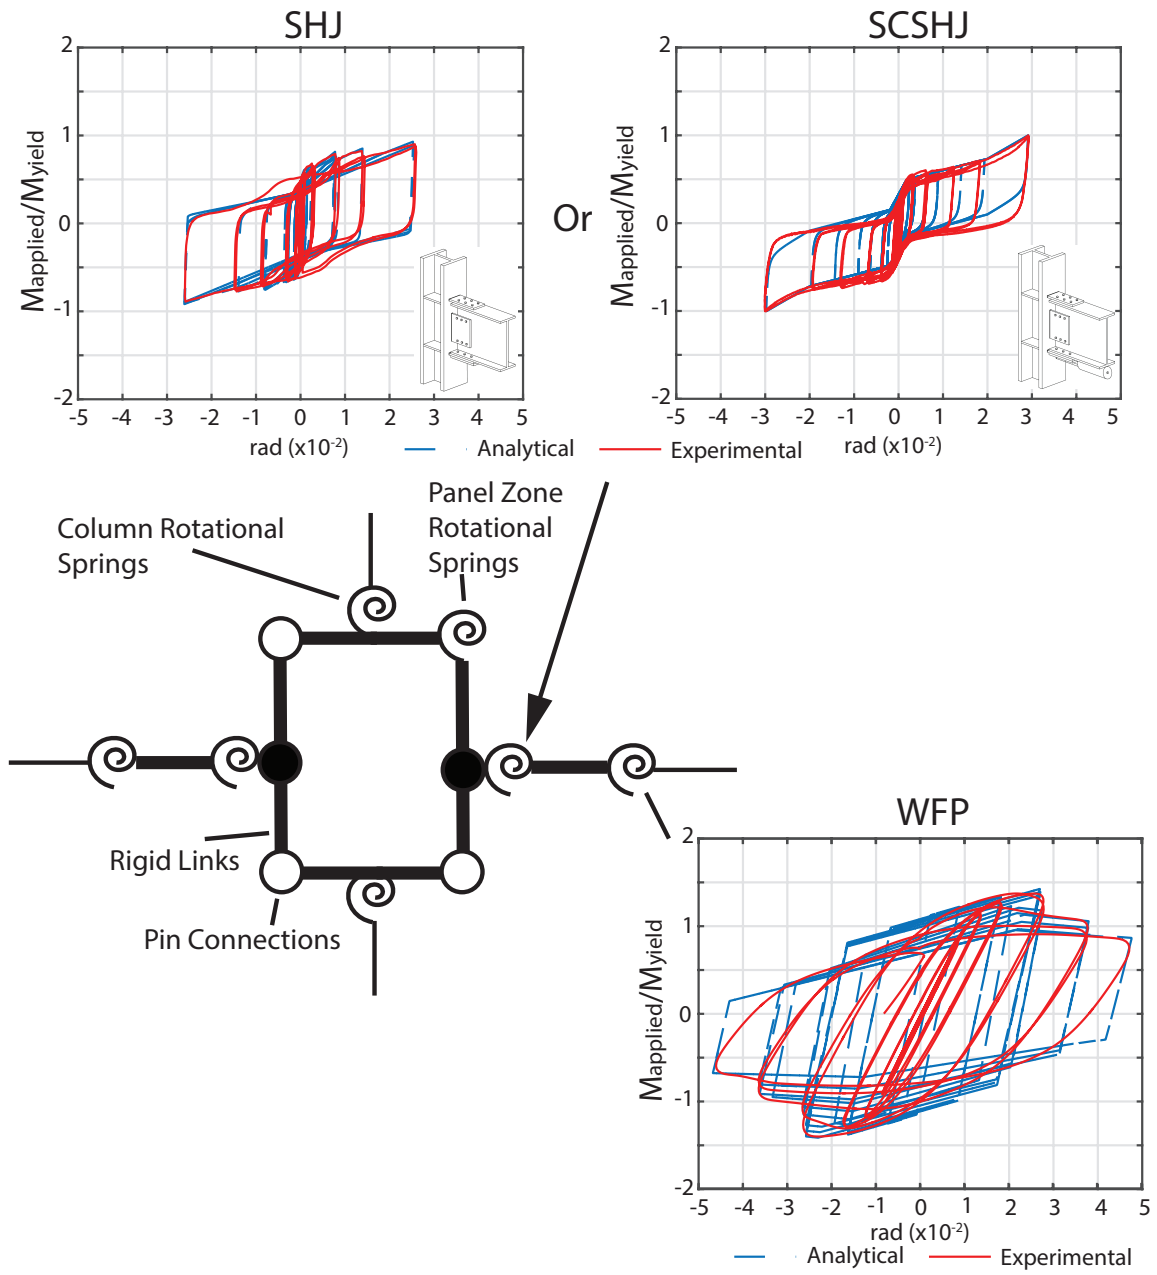 SHJ
SCSHJ
2
1
0
-1
-2
Mapplied/Myield
-5 -4 -3 -2 -1 0 1 2 3 4 5
rad (x10-2)
Or
2
1
0
-1
-2
Mapplied/Myield
-5 -4 -3 -2 -1 0 1 2 3 4 5
rad (x10-2)
Analytical
Experimental
Column Rotational
Springs
Panel Zone
Rotational
Springs
Rigid Links
Pin Connections
WFP
2
1
0
-1
-2
Mapplied/Myield
-5 -4 -3 -2 -1 0 1 2 3 4 5
rad (x10-2)
Analytical
Experimental